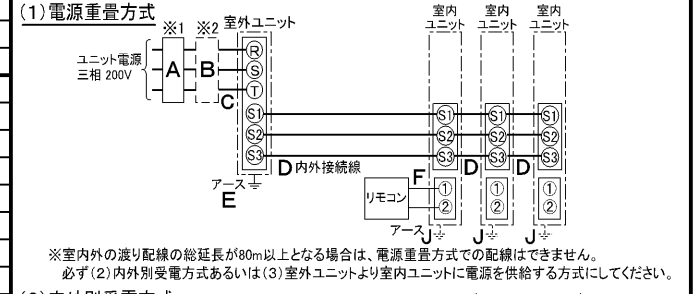 (1)電源重畳方式
※1 ※2 室外ユニット
室内ユニット 室内ユニット 室内ユニット
ユニット電源
三相 200V
A B C
R
S
T
S1 S1 S1 S1
S2 S2 S2 S2
S3 S3 S3 S3
D 内外接続線 D D
アース
E
リモコン
F
① ① ①
② ② ②
アース J J J
※室内外の渡り配線の総延長が80m以上となる場合は、電源重畳方式での配線はできません。
必ず(2)内外別受電方式あるいは(3)室外ユニットより室内ユニットに電源を供給する方式にしてください。